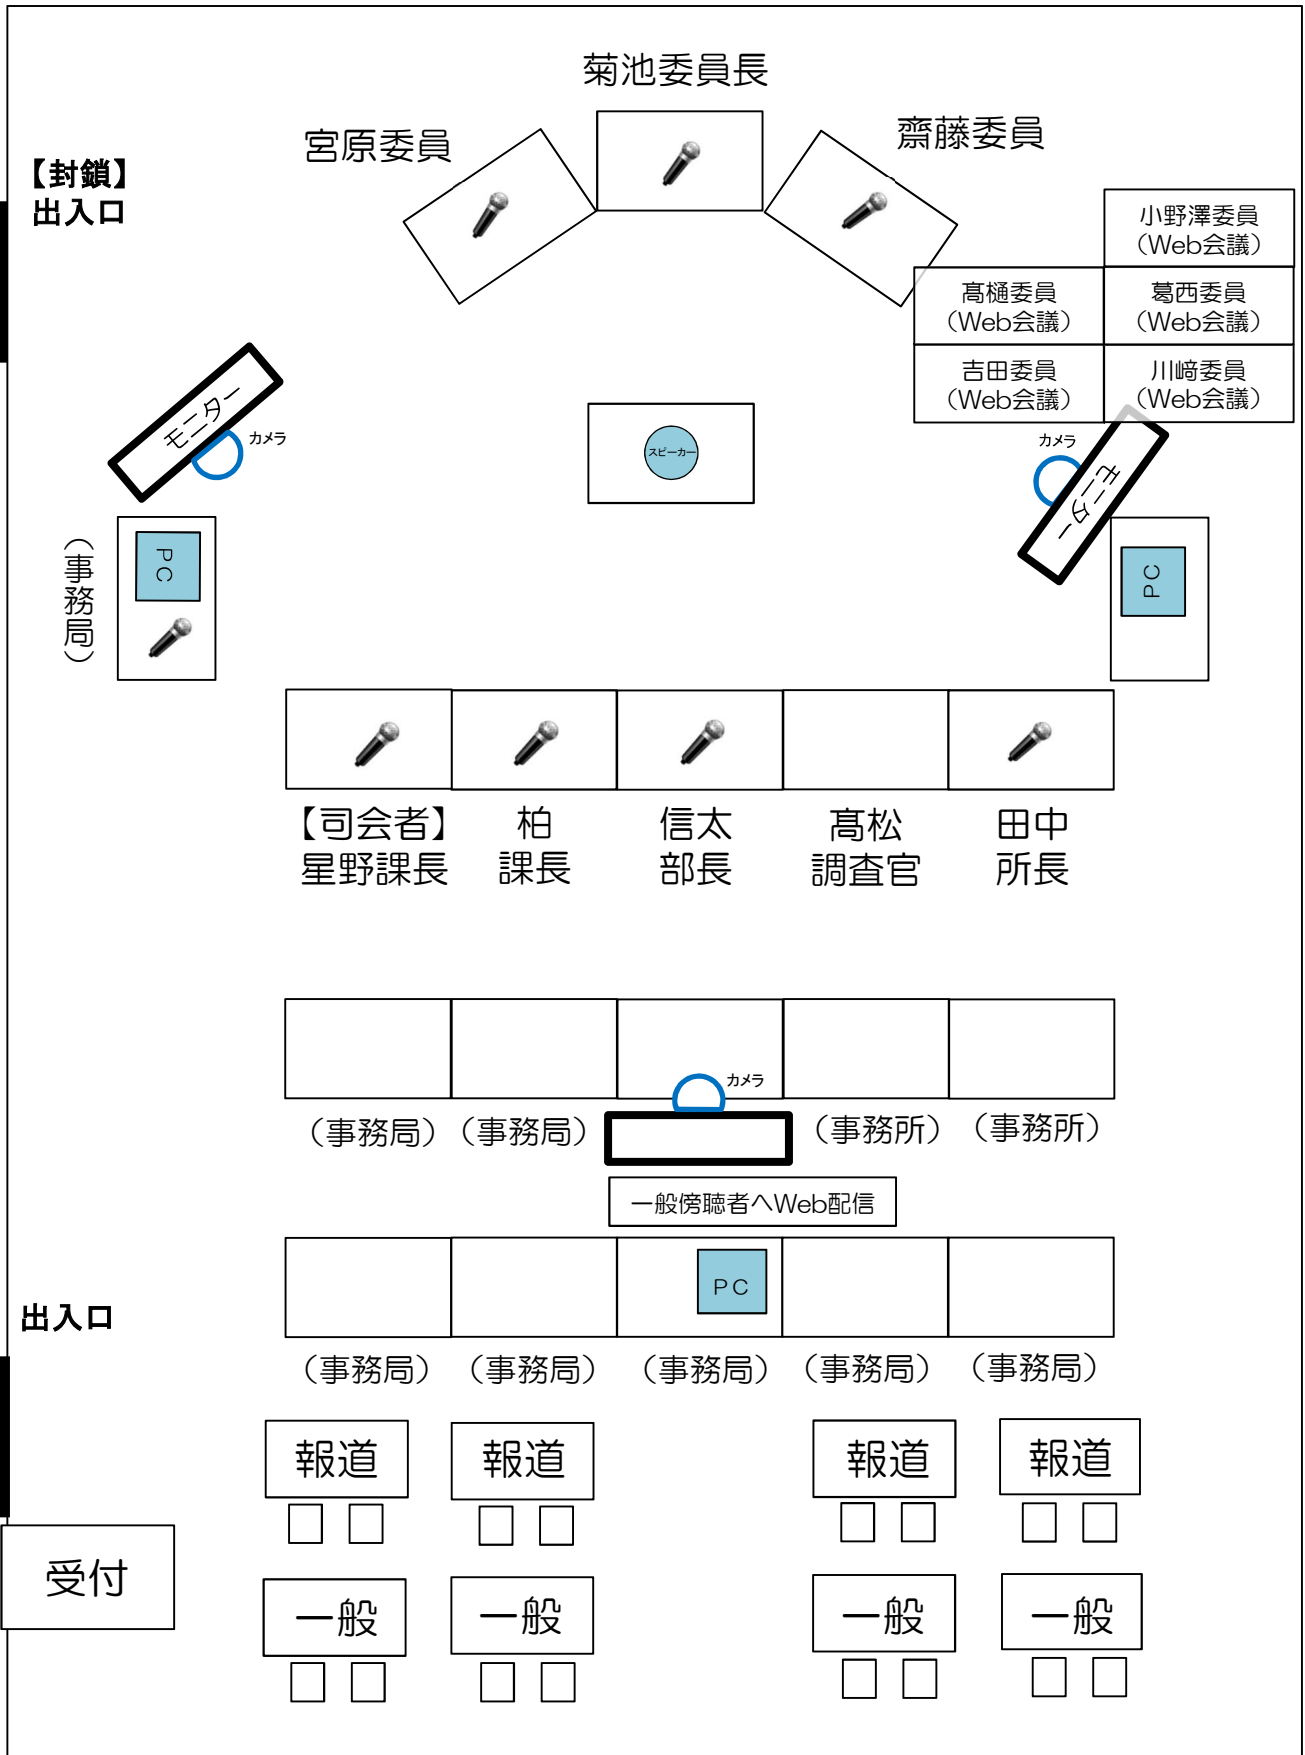 菊池委員長
宮原委員
齋藤委員
【封鎖】
出入口
小野澤委員
（Web会議）
髙樋委員
（Web会議）
葛西委員
（Web会議）
吉田委員
（Web会議）
川﨑委員
（Web会議）
モニター
カメラ
スピーカー
カメラ
モニター
（事務局）
PC
PC
【司会者】
星野課長
柏
課長
信太
部長
髙松
調査官
田中
所長
カメラ
（事務局）
（事務局）
（事務所）
（事務所）
一般傍聴者へWeb配信
PC
出入口
（事務局）
（事務局）
（事務局）
（事務局）
（事務局）
報道
報道
報道
報道
受付
一般
一般
一般
一般